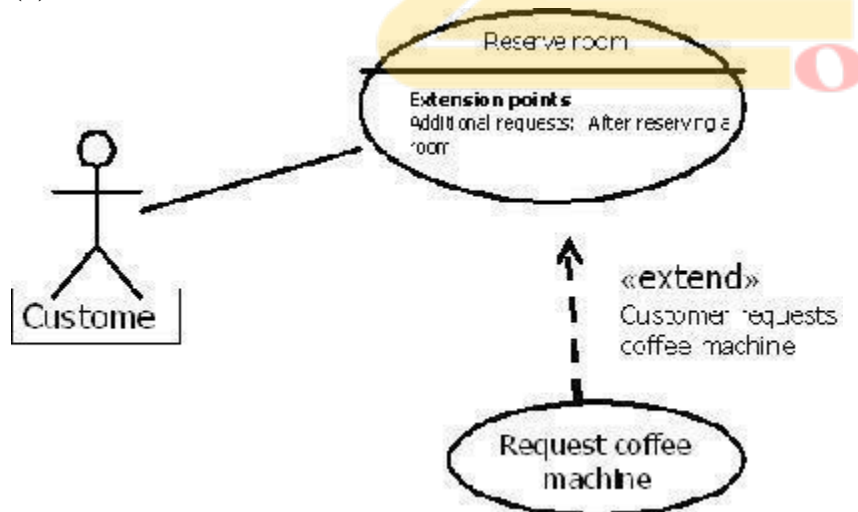 Reserve room
Extension points
Additional requests: After reserving a
room
Custome
«extend»
Customer requests
coffee machine
Request coffee
machine